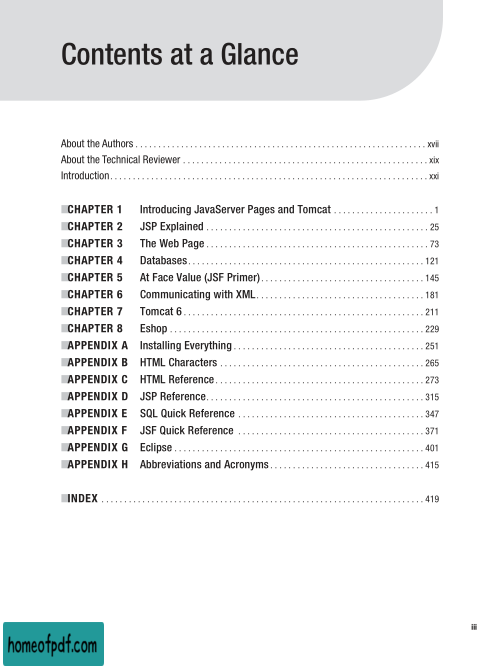 Contents at a Glance
About the Authors . . . . . . . . . . . . . . . . . . . . . . . . . . . . . . . . . . . . . . . . . . . . . . . . . . . . . . . . . . . . . . . xvii
About the Technical Reviewer . . . . . . . . . . . . . . . . . . . . . . . . . . . . . . . . . . . . . . . . . . . . . . . . . . . . . xix
Introduction . . . . . . . . . . . . . . . . . . . . . . . . . . . . . . . . . . . . . . . . . . . . . . . . . . . . . . . . . . . . . . . . . . . . . xxi
■CHAPTER 1 Introducing JavaServer Pages and Tomcat . . . . . . . . . . . . . . . . . . . . . . 1
■CHAPTER 2 JSP Explained . . . . . . . . . . . . . . . . . . . . . . . . . . . . . . . . . . . . . . . . . . . . . . . . . 25
■CHAPTER 3 The Web Page . . . . . . . . . . . . . . . . . . . . . . . . . . . . . . . . . . . . . . . . . . . . . . . . . 73
■CHAPTER 4 Databases . . . . . . . . . . . . . . . . . . . . . . . . . . . . . . . . . . . . . . . . . . . . . . . . . . . . 121
■CHAPTER 5 At Face Value (JSF Primer) . . . . . . . . . . . . . . . . . . . . . . . . . . . . . . . . . . . . 145
■CHAPTER 6 Communicating with XML . . . . . . . . . . . . . . . . . . . . . . . . . . . . . . . . . . . . . 181
■CHAPTER 7 Tomcat 6 . . . . . . . . . . . . . . . . . . . . . . . . . . . . . . . . . . . . . . . . . . . . . . . . . . . . . 211
■CHAPTER 8 Eshop . . . . . . . . . . . . . . . . . . . . . . . . . . . . . . . . . . . . . . . . . . . . . . . . . . . . . . . . 229
■APPENDIX A Installing Everything . . . . . . . . . . . . . . . . . . . . . . . . . . . . . . . . . . . . . . . . . . 251
■APPENDIX B HTML Characters . . . . . . . . . . . . . . . . . . . . . . . . . . . . . . . . . . . . . . . . . . . . . 265
■APPENDIX C HTML Reference . . . . . . . . . . . . . . . . . . . . . . . . . . . . . . . . . . . . . . . . . . . . . . 273
■APPENDIX D JSP Reference . . . . . . . . . . . . . . . . . . . . . . . . . . . . . . . . . . . . . . . . . . . . . . . . 315
■APPENDIX E SQL Quick Reference . . . . . . . . . . . . . . . . . . . . . . . . . . . . . . . . . . . . . . . . . 347
■APPENDIX F JSF Quick Reference . . . . . . . . . . . . . . . . . . . . . . . . . . . . . . . . . . . . . . . . . 371
■APPENDIX G Eclipse . . . . . . . . . . . . . . . . . . . . . . . . . . . . . . . . . . . . . . . . . . . . . . . . . . . . . . . 401
■APPENDIX H Abbreviations and Acronyms . . . . . . . . . . . . . . . . . . . . . . . . . . . . . . . . . . 415
■INDEX . . . . . . . . . . . . . . . . . . . . . . . . . . . . . . . . . . . . . . . . . . . . . . . . . . . . . . . . . . . . . . . . . . . . . . . 419
iii
homeofpdf.com